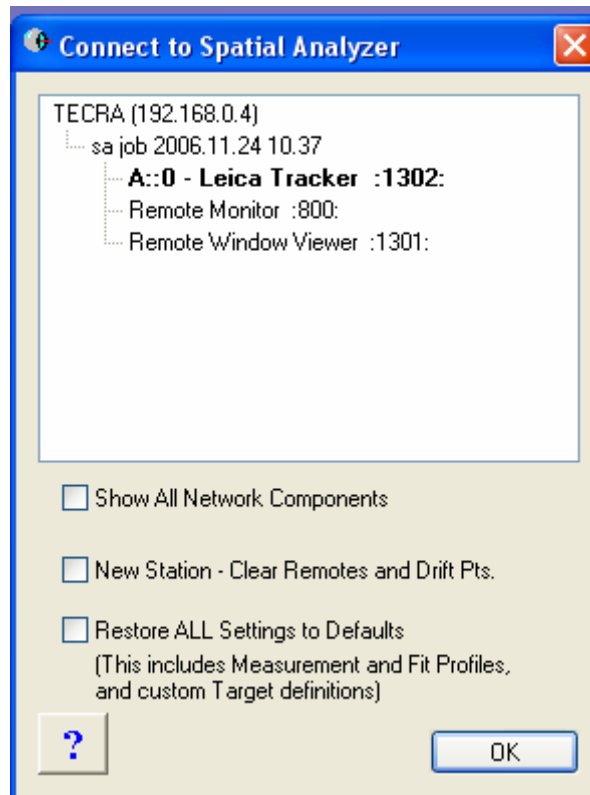 Connect to Spatial Analyzer
TECRA (192.168.0.4)
sa job 2006.11.24 10.37
A::0 - Leica Tracker :1302:
Remote Monitor :800:
Remote Window Viewer :1301:
Show All Network Components
New Station - Clear Remotes and Drift Pts.
Restore ALL Settings to Defaults
(This includes Measurement and Fit Profiles,
and custom Target definitions)
?
OK